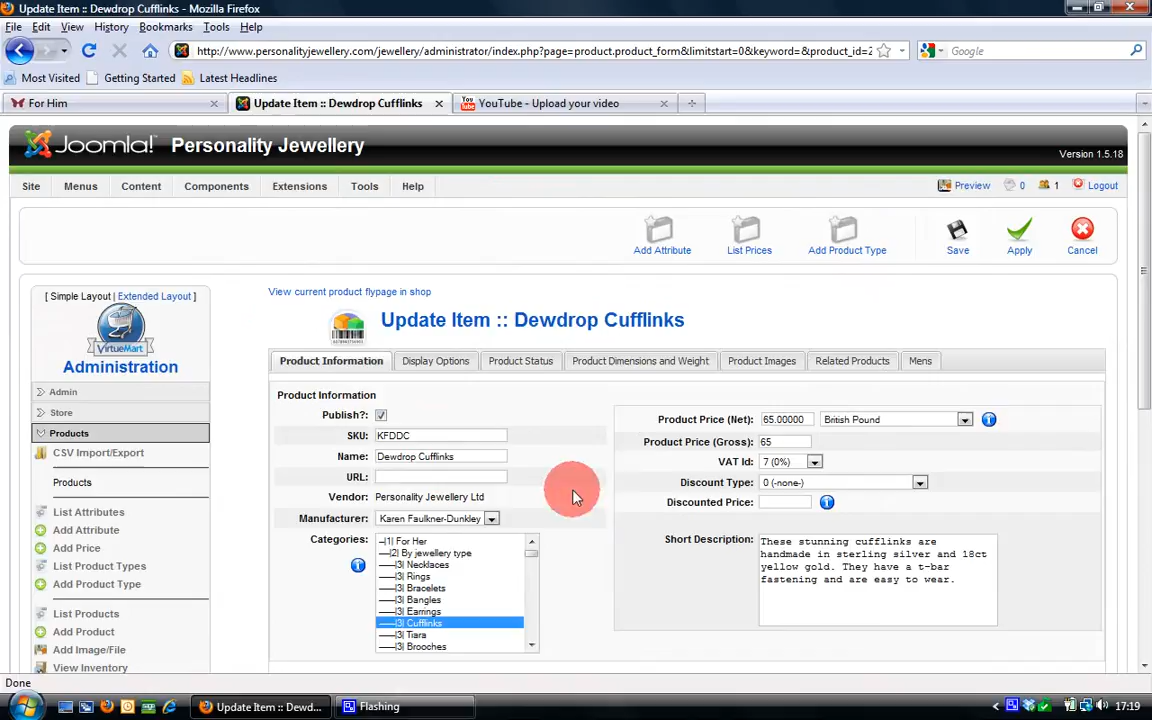 Update Item :: Dewdrop Cufflinks - Mozilla Firefox
File Edit View History Bookmarks Tools Help
http://www.personalityjewellery.com/jewellery/administrator/index.php?page=product.product_form&limitstart=0&keyword=&product_id=2
Google
Most Visited Getting Started Latest Headlines
For Him
Update Item :: Dewdrop Cufflinks
YouTube - Upload your video
Joomla! Personality Jewellery
Version 1.5.18
Site Menus Content Components Extensions Tools Help
Preview 0 1 Logout
Add Attribute List Prices Add Product Type Save Apply Cancel
[ Simple Layout | Extended Layout ]
VirtueMart
Administration
Admin
Store
Products
CSV Import/Export
Products
List Attributes
Add Attribute
Add Price
List Product Types
Add Product Type
List Products
Add Product
Add Image/File
View Inventory
View current product flypage in shop
Update Item :: Dewdrop Cufflinks
Product Information Display Options Product Status Product Dimensions and Weight Product Images Related Products Mens
Product Information
Publish?:
SKU: KFDDC
Name: Dewdrop Cufflinks
URL:
Vendor: Personality Jewellery Ltd
Manufacturer: Karen Faulkner-Dunkley
Categories:
–|1| For Her
––|2| By jewellery type
–––|3| Necklaces
–––|3| Rings
–––|3| Bracelets
–––|3| Bangles
–––|3| Earrings
–––|3| Cufflinks
–––|3| Tiara
–––|3| Brooches
Product Price (Net): 65.00000 British Pound
Product Price (Gross): 65
VAT Id: 7 (0%)
Discount Type: 0 (-none-)
Discounted Price:
Short Description:
These stunning cufflinks are
handmade in sterling silver and 18ct
yellow gold. They have a t-bar
fastening and are easy to wear.
Done
Update Item :: Dewd...
Flashing
17:19